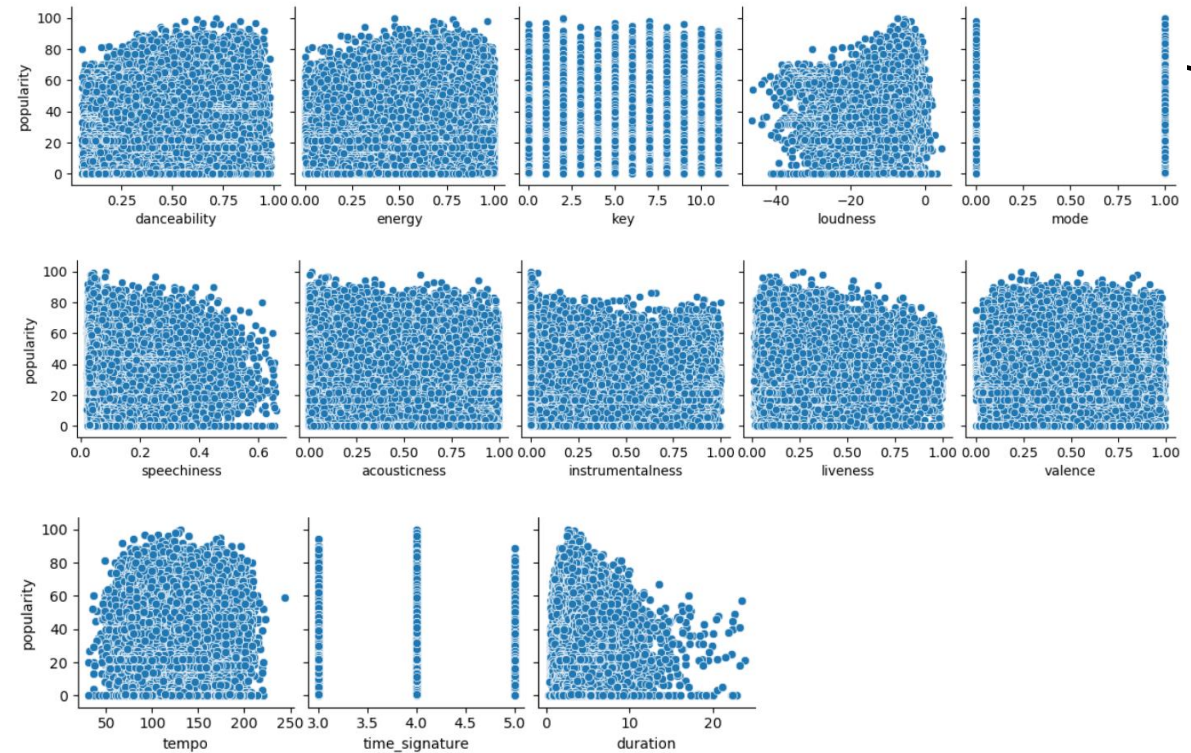 100
80
60
40
20
0
popularity
0.25 0.50 0.75 1.00 0.00 0.25 0.50 0.75 1.00 0.0 2.5 5.0 7.5 10.0 −40 −20 0 0.00 0.25 0.50 0.75 1.00
danceability energy key loudness mode
100
80
60
40
20
0
popularity
0.0 0.2 0.4 0.6 0.00 0.25 0.50 0.75 1.00 0.00 0.25 0.50 0.75 1.00 0.00 0.25 0.50 0.75 1.00 0.00 0.25 0.50 0.75 1.00
speechiness acousticness instrumentalness liveness valence
100
80
60
40
20
0
popularity
50 100 150 200 250 3.0 3.5 4.0 4.5 5.0 0 10 20
tempo time_signature duration